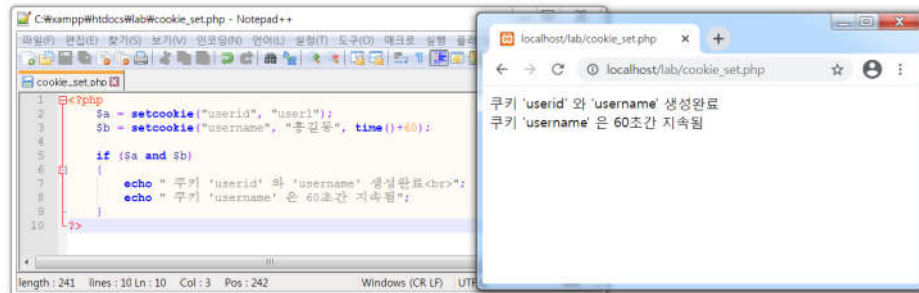 C:₩xampp₩htdocs₩lab₩cookie_set.php - Notepad++
파일(F) 편집(E) 찾기(S) 보기(V) 인코딩(N) 언어(L) 설정(T) 도구(O) 매크로 실행
cookie_set.php
1 <?php
2 $a = setcookie("userid", "user1");
3 $b = setcookie("username", "홍길동", time()+60);
4
5 if ($a and $b)
6 {
7 echo " 쿠키 'userid' 와 'username' 생성완료<br>";
8 echo " 쿠키 'username' 은 60초간 지속됨";
9 }
10 ?>
length : 241 lines : 10 Ln : 10 Col : 3 Pos : 242 Windows (CR LF) UTF
localhost/lab/cookie_set.php
localhost/lab/cookie_set.php
쿠키 'userid' 와 'username' 생성완료
쿠키 'username' 은 60초간 지속됨